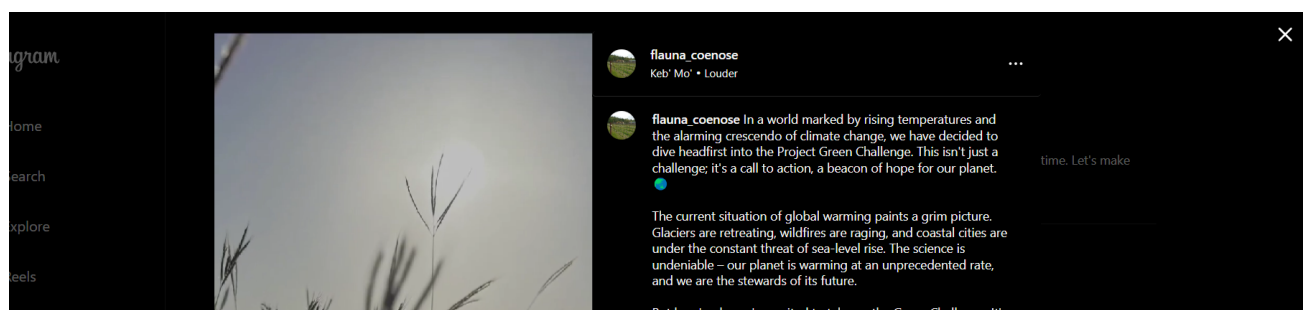 agram
Home
Search
Explore
Reels
flauna_coenose
Keb' Mo' • Louder
flauna_coenose In a world marked by rising temperatures and
the alarming crescendo of climate change, we have decided to
dive headfirst into the Project Green Challenge. This isn't just a
challenge; it's a call to action, a beacon of hope for our planet.
The current situation of global warming paints a grim picture.
Glaciers are retreating, wildfires are raging, and coastal cities are
under the constant threat of sea-level rise. The science is
undeniable – our planet is warming at an unprecedented rate,
and we are the stewards of its future.
time. Let's make